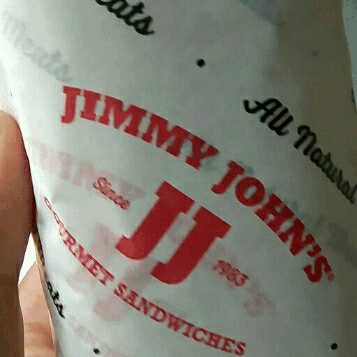 Meats
eats
All Natural
JIMMY JOHN'S
Since
JJ
1983
GOURMET SANDWICHES